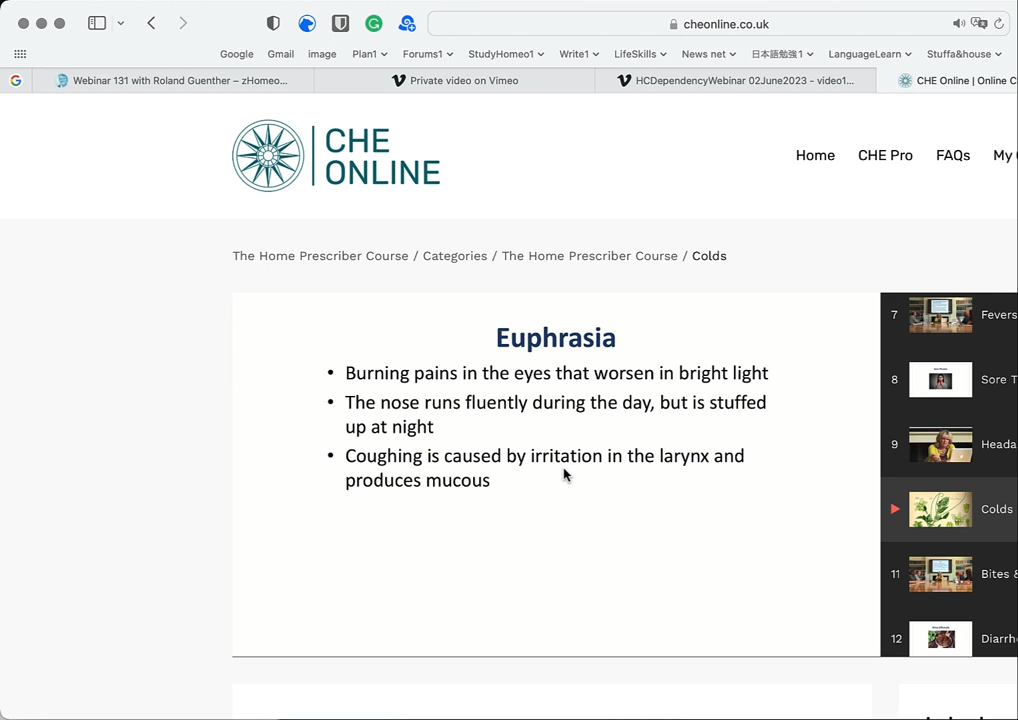 cheonline.co.uk
Google Gmail image Plan1 Forums1 StudyHomeo1 Write1 LifeSkills News net 日本語勉強1 LanguageLearn Stuffa&house
Webinar 131 with Roland Guenther – zHomeo... Private video on Vimeo HCDependencyWebinar 02June2023 - video1... CHE Online | Online C
CHE
ONLINE
Home CHE Pro FAQs My
The Home Prescriber Course / Categories / The Home Prescriber Course / Colds
Euphrasia
• Burning pains in the eyes that worsen in bright light
• The nose runs fluently during the day, but is stuffed
up at night
• Coughing is caused by irritation in the larynx and
produces mucous
7 Fevers
8 Sore T
9 Heada
Colds
11 Bites &
12 Diarrh